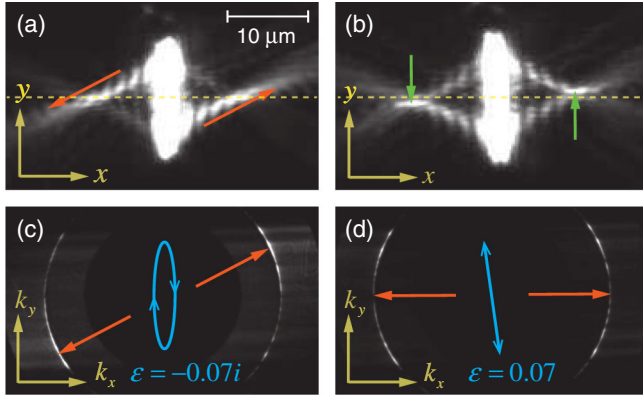 (a)
10 μm
y
x
(b)
y
x
(c)
k_y
k_x
ε = −0.07i
(d)
k_y
k_x
ε = 0.07